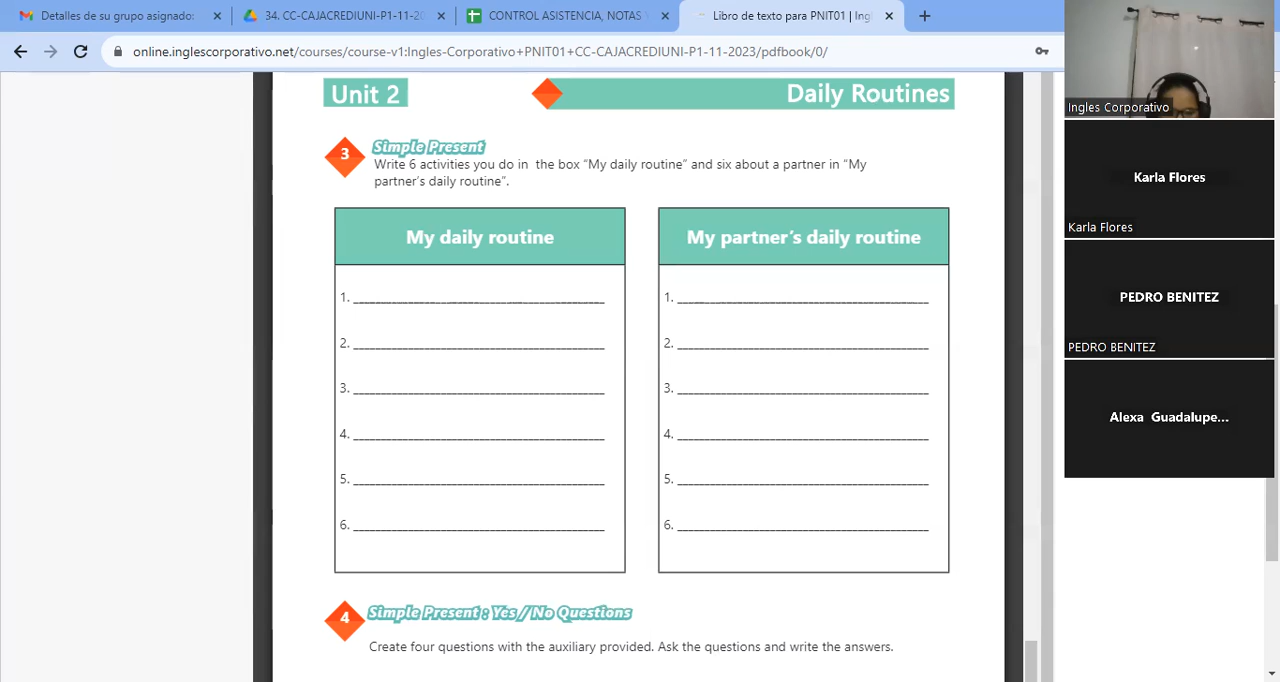 Detalles de su grupo asignado:
34. CC-CAJACREDIUNI-P1-11-20
CONTROL ASISTENCIA, NOTAS
Libro de texto para PNIT01 | Ing
online.inglescorporativo.net/courses/course-v1:Ingles-Corporativo+PNIT01+CC-CAJACREDIUNI-P1-11-2023/pdfbook/0/
Unit 2
Daily Routines
3
Simple Present
Write 6 activities you do in the box “My daily routine” and six about a partner in “My
partner’s daily routine”.
My daily routine
1.
2.
3.
4.
5.
6.
My partner’s daily routine
1.
2.
3.
4.
5.
6.
4
Simple Present : Yes / No Questions
Create four questions with the auxiliary provided. Ask the questions and write the answers.
Ingles Corporativo
Karla Flores
Karla Flores
PEDRO BENITEZ
PEDRO BENITEZ
Alexa Guadalupe...